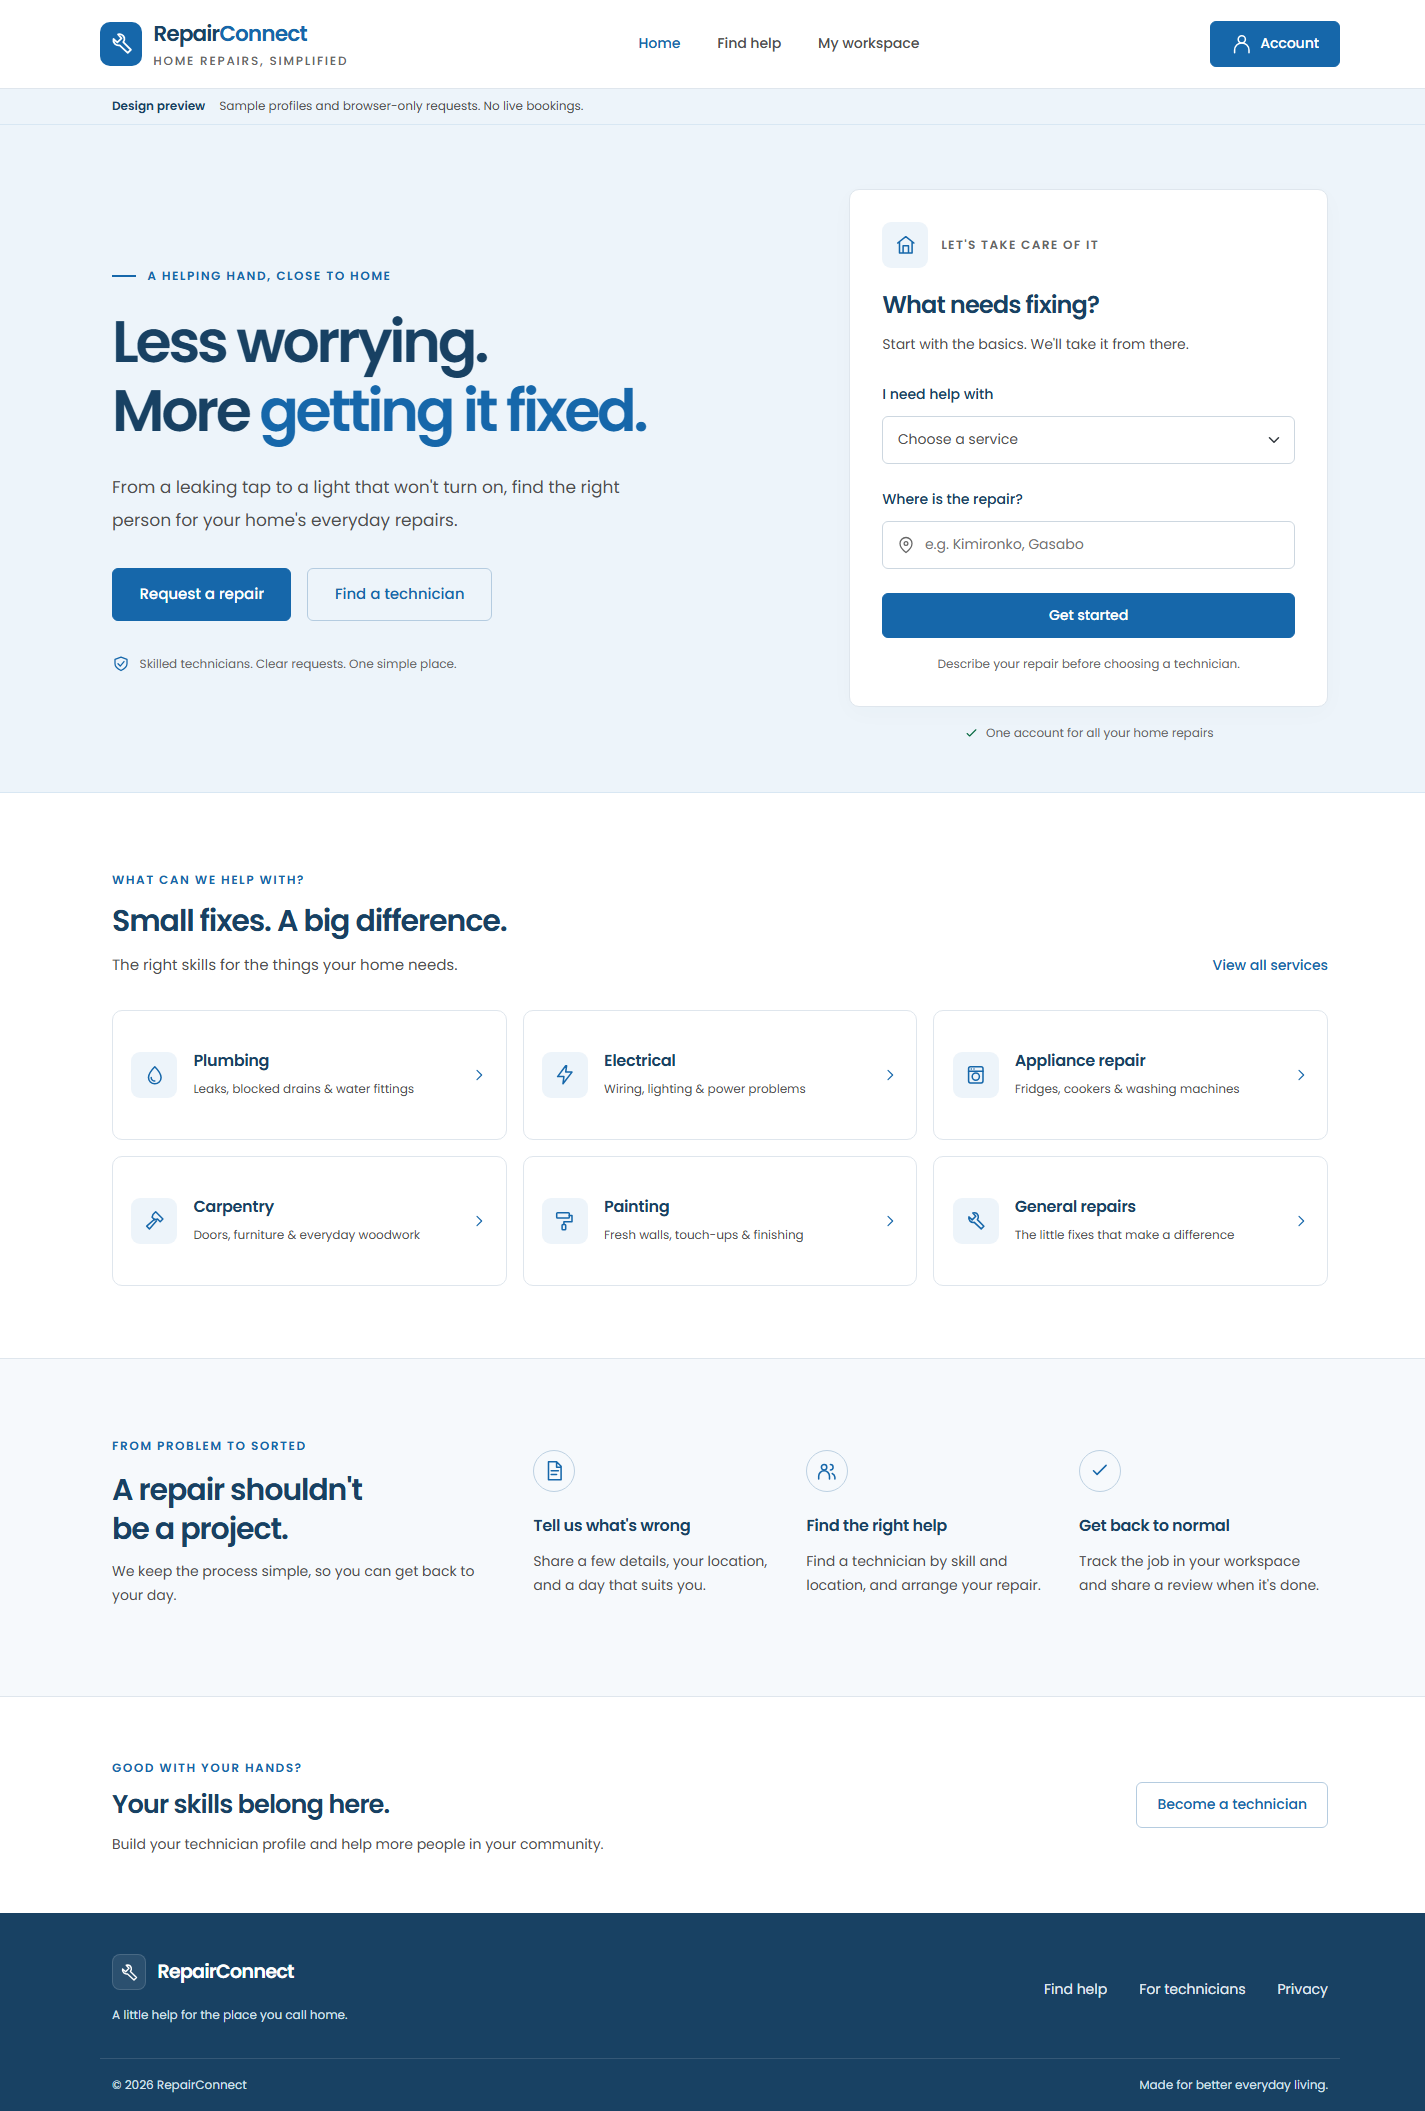 RepairConnect
HOME REPAIRS, SIMPLIFIED
Home
Find help
My workspace
Account
Design preview
Sample profiles and browser-only requests. No live bookings.
A HELPING HAND, CLOSE TO HOME
Less worrying.
More getting it fixed.
From a leaking tap to a light that won't turn on, find the right
person for your home's everyday repairs.
Request a repair
Find a technician
Skilled technicians. Clear requests. One simple place.
LET'S TAKE CARE OF IT
What needs fixing?
Start with the basics. We'll take it from there.
I need help with
Choose a service
Where is the repair?
e.g. Kimironko, Gasabo
Get started
Describe your repair before choosing a technician.
One account for all your home repairs
WHAT CAN WE HELP WITH?
Small fixes. A big difference.
The right skills for the things your home needs.
View all services
Plumbing
Leaks, blocked drains & water fittings
Electrical
Wiring, lighting & power problems
Appliance repair
Fridges, cookers & washing machines
Carpentry
Doors, furniture & everyday woodwork
Painting
Fresh walls, touch-ups & finishing
General repairs
The little fixes that make a difference
FROM PROBLEM TO SORTED
A repair shouldn't
be a project.
We keep the process simple, so you can get back to
your day.
Tell us what's wrong
Share a few details, your location,
and a day that suits you.
Find the right help
Find a technician by skill and
location, and arrange your repair.
Get back to normal
Track the job in your workspace
and share a review when it's done.
GOOD WITH YOUR HANDS?
Your skills belong here.
Build your technician profile and help more people in your community.
Become a technician
RepairConnect
A little help for the place you call home.
Find help
For technicians
Privacy
© 2026 RepairConnect
Made for better everyday living.